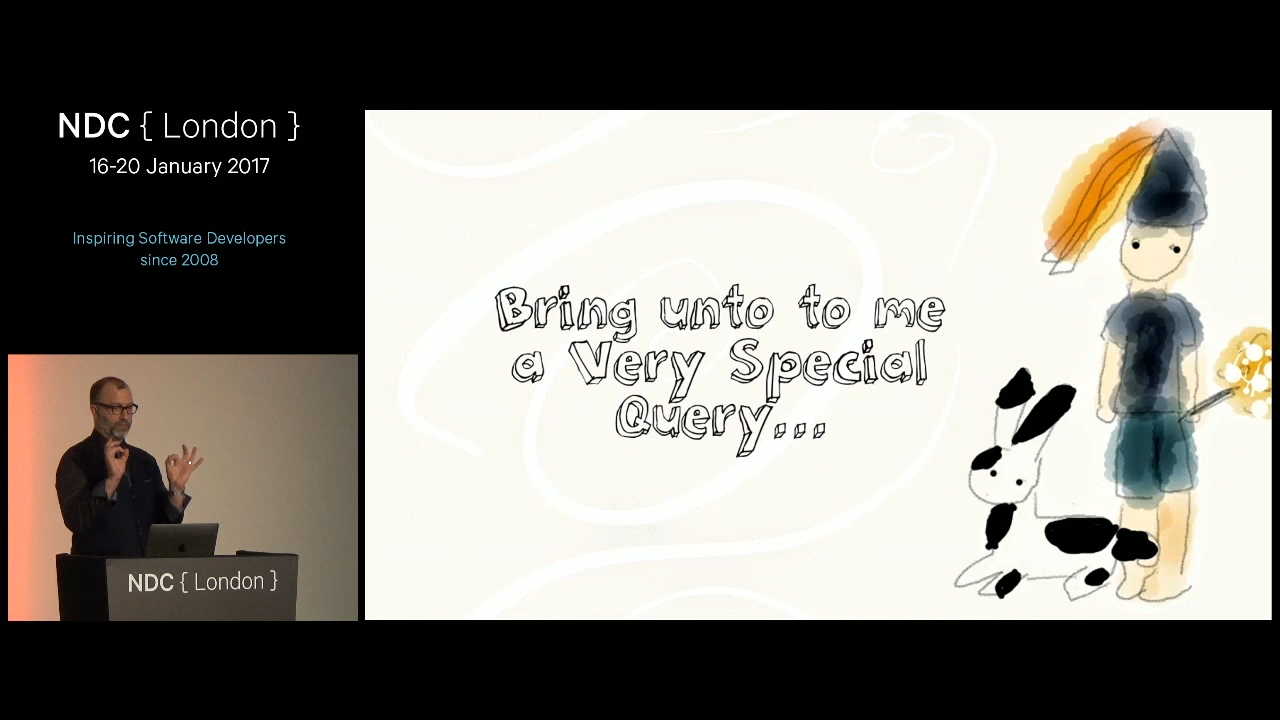 NDC { London }
16-20 January 2017
Inspiring Software Developers
since 2008
Bring unto to me
a Very Special
Query...
NDC { London }